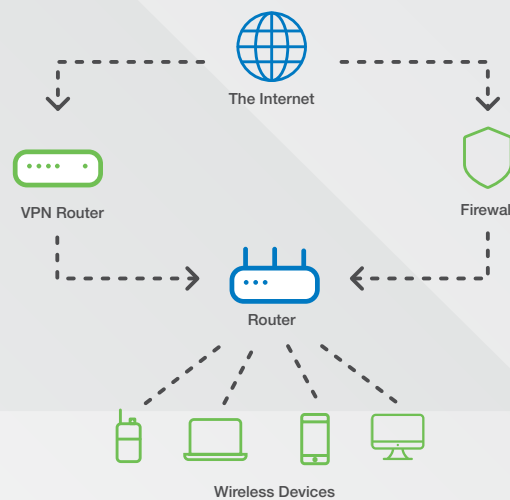 The Internet
VPN Router
Firewal
Router
Wireless Devices